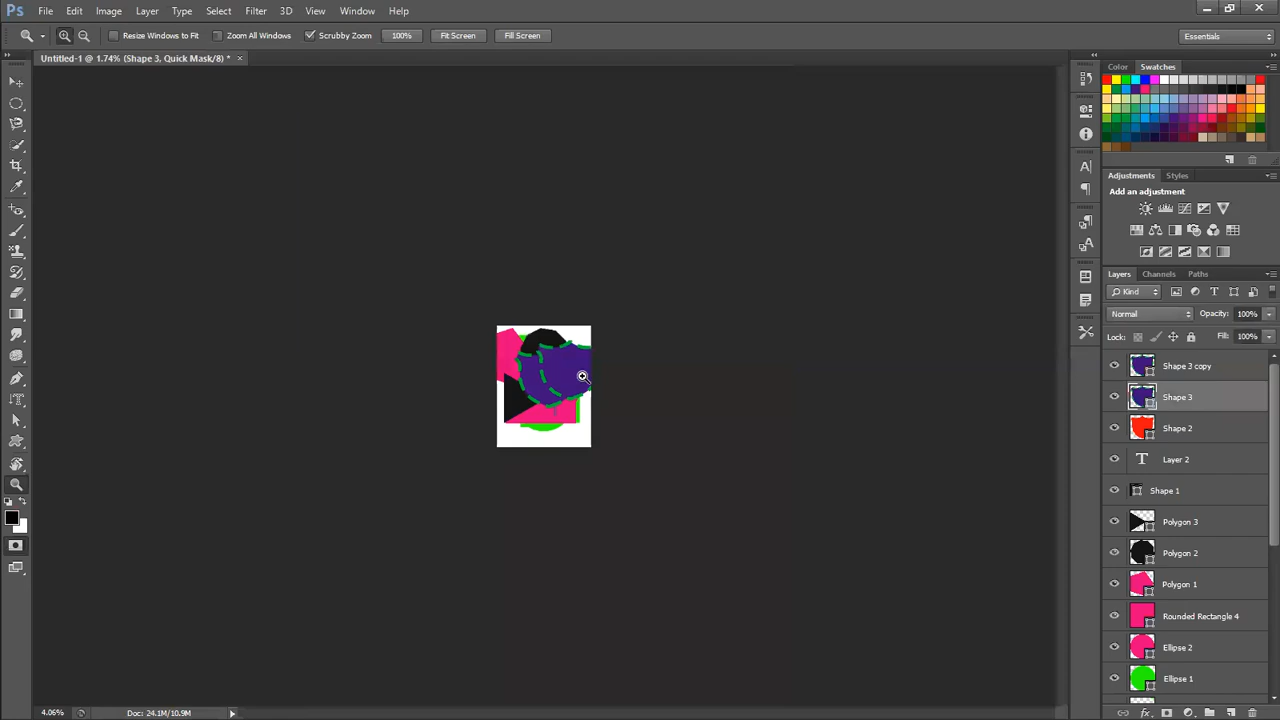 Ps File Edit Image Layer Type Select Filter 3D View Window Help
Resize Windows to Fit Zoom All Windows Scrubby Zoom 100% Fit Screen Fill Screen Essentials
Untitled-1 @ 1.74% (Shape 3, Quick Mask/8) * ×
Color Swatches
Adjustments Styles
Add an adjustment
Layers Channels Paths
Kind
Normal Opacity: 100%
Lock: Fill: 100%
Shape 3 copy
Shape 3
Shape 2
T Layer 2
Shape 1
Polygon 3
Polygon 2
Polygon 1
Rounded Rectangle 4
Ellipse 2
Ellipse 1
4.06% Doc: 24.1M/10.9M